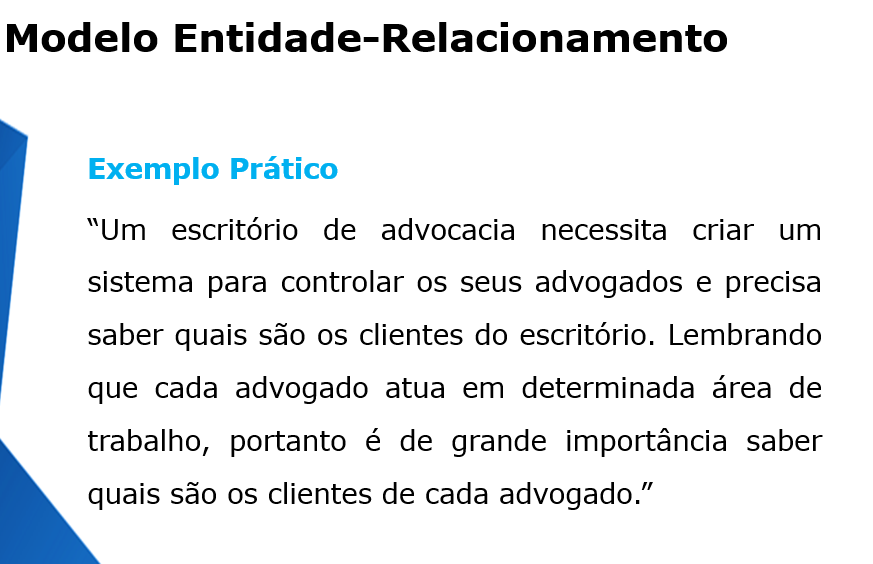 Modelo Entidade-Relacionamento
Exemplo Prático
“Um escritório de advocacia necessita criar um
sistema para controlar os seus advogados e precisa
saber quais são os clientes do escritório. Lembrando
que cada advogado atua em determinada área de
trabalho, portanto é de grande importância saber
quais são os clientes de cada advogado.”